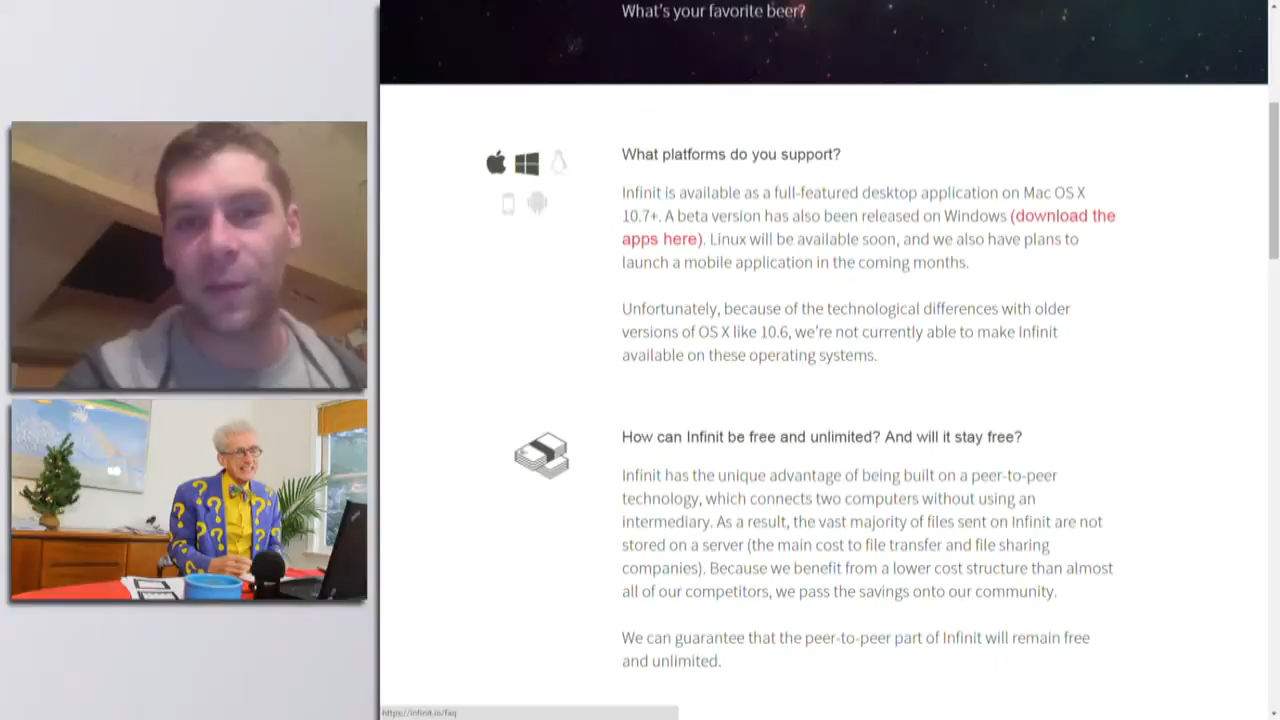 What's your favorite beer?
What platforms do you support?
Infinit is available as a full-featured desktop application on Mac OS X
10.7+. A beta version has also been released on Windows (download the
apps here). Linux will be available soon, and we also have plans to
launch a mobile application in the coming months.
Unfortunately, because of the technological differences with older
versions of OS X like 10.6, we're not currently able to make Infinit
available on these operating systems.
How can Infinit be free and unlimited? And will it stay free?
Infinit has the unique advantage of being built on a peer-to-peer
technology, which connects two computers without using an
intermediary. As a result, the vast majority of files sent on Infinit are not
stored on a server (the main cost to file transfer and file sharing
companies). Because we benefit from a lower cost structure than almost
all of our competitors, we pass the savings onto our community.
We can guarantee that the peer-to-peer part of Infinit will remain free
and unlimited.
https://infinit.io/faq